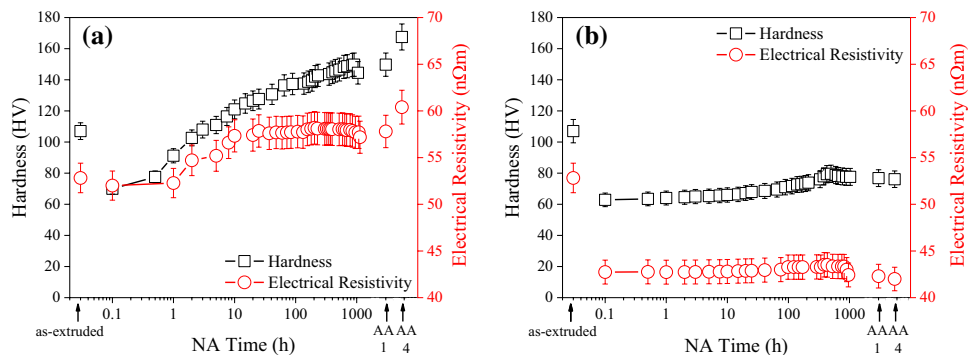 (a)
Hardness (HV)
180
160
140
120
100
80
60
40
20
0
70
65
60
55
50
45
40
Electrical Resistivity (nΩm)
Hardness
Electrical Resistivity
as-extruded
0.1
1
10
100
1000
AA
1
AA
4
NA Time (h)
(b)
Hardness (HV)
180
160
140
120
100
80
60
40
20
0
70
65
60
55
50
45
40
Electrical Resistivity (nΩm)
Hardness
Electrical Resistivity
as-extruded
0.1
1
10
100
1000
AA
1
AA
4
NA Time (h)